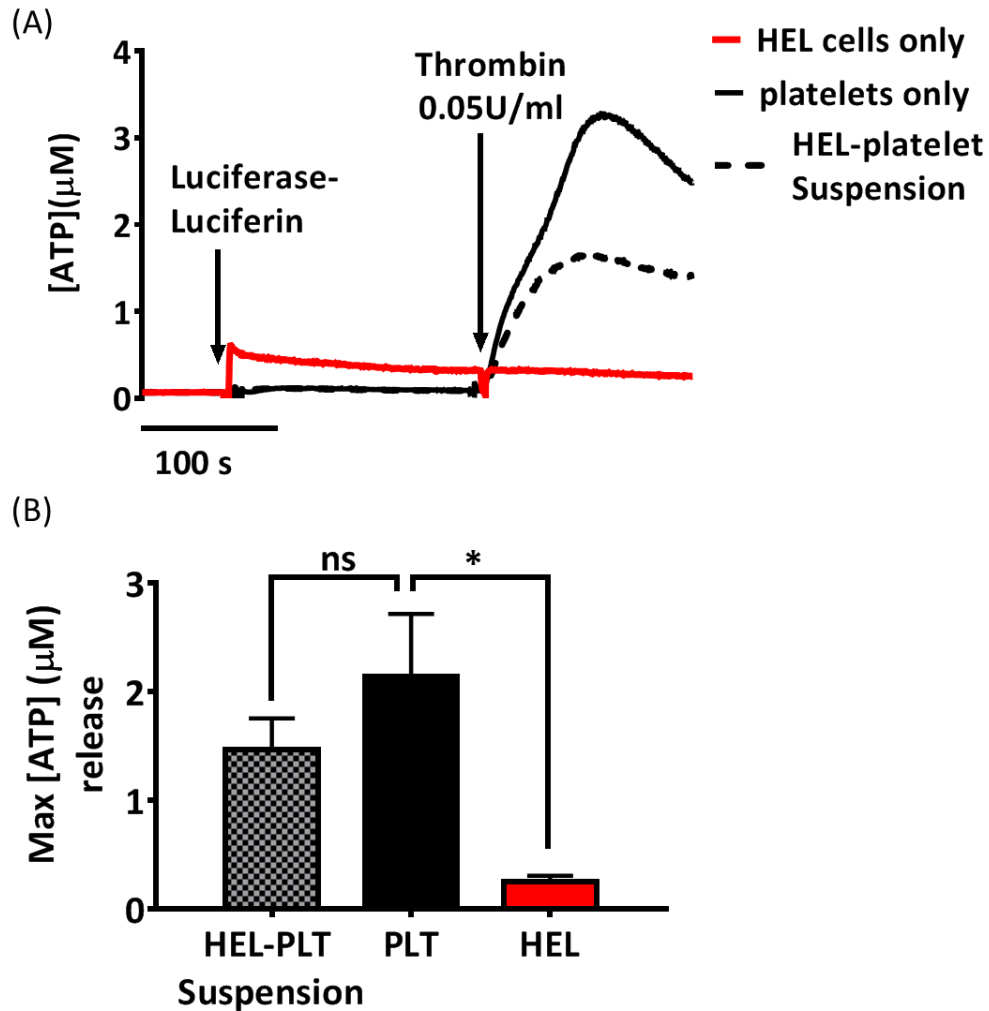 (A)
4
3
2
1
0
[ATP](μM)
Luciferase-
Luciferin
Thrombin
0.05U/ml
HEL cells only
platelets only
HEL-platelet
Suspension
100 s
(B)
ns
*
3
2
1
0
Max [ATP] (μM)
release
HEL-PLT
Suspension
PLT
HEL